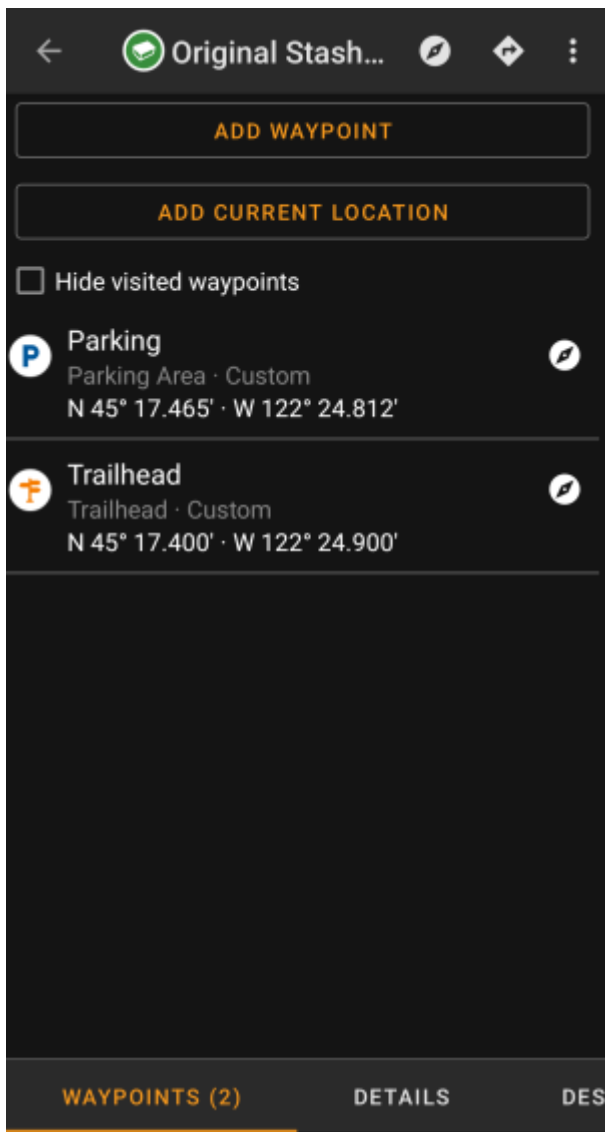 Original Stash...
ADD WAYPOINT
ADD CURRENT LOCATION
Hide visited waypoints
P
Parking
Parking Area · Custom
N 45° 17.465' · W 122° 24.812'
Trailhead
Trailhead · Custom
N 45° 17.400' · W 122° 24.900'
WAYPOINTS (2) DETAILS DES